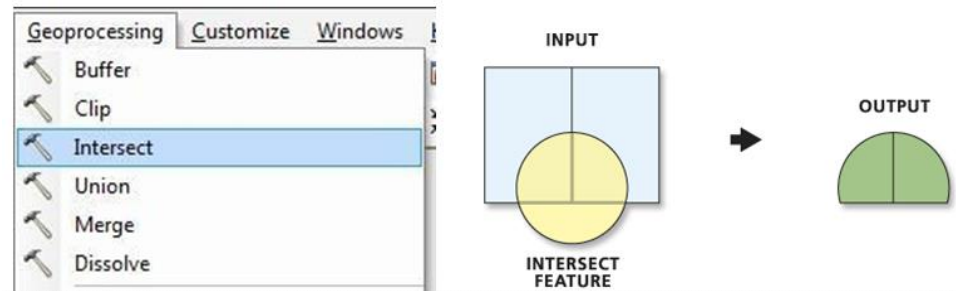 Geoprocessing Customize Windows
Buffer
Clip
Intersect
Union
Merge
Dissolve
INPUT
OUTPUT
INTERSECT
FEATURE